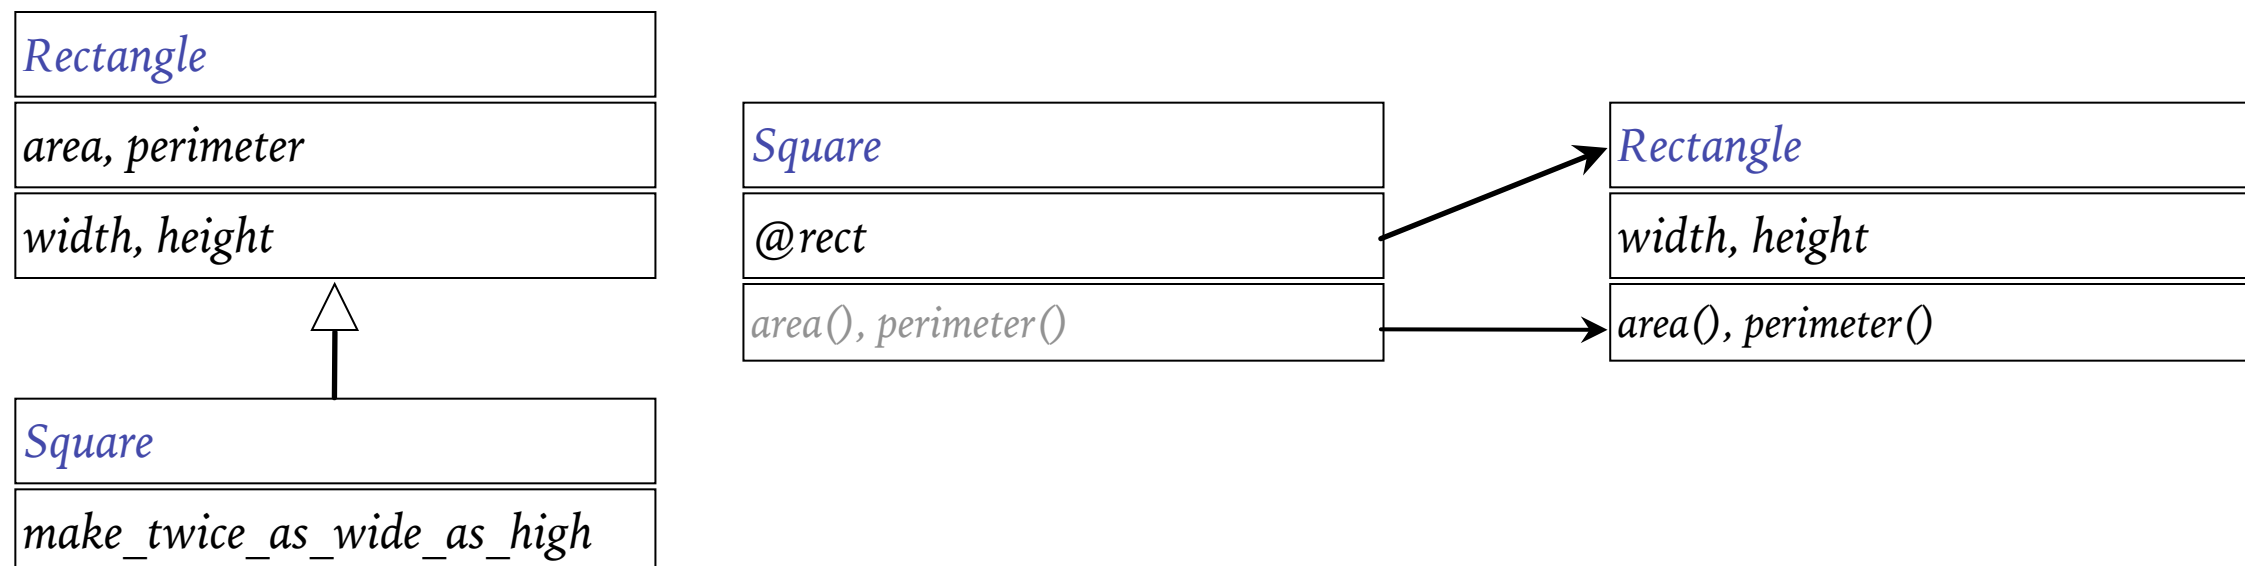 Rectangle
area, perimeter
width, height
Square
make_twice_as_wide_as_high
Square
@rect
area(), perimeter()
Rectangle
width, height
area(), perimeter()